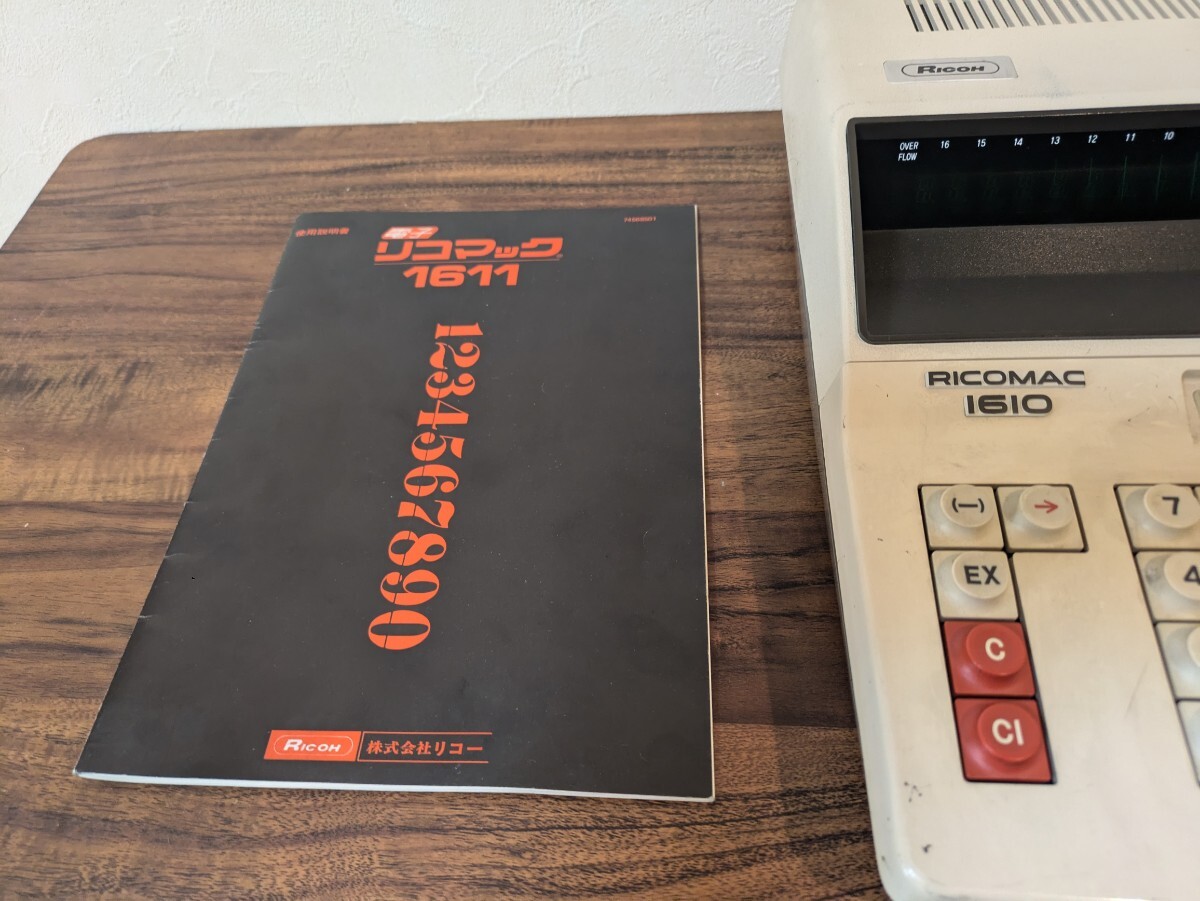 使用説明書
電子
リコマック
1611
1234567890
RICOH
株式会社リコー
RICOH
OVER
FLOW
16 15 14 13 12 11 10
RICOMAC
1610
(—) → 7
EX 4
C
CI